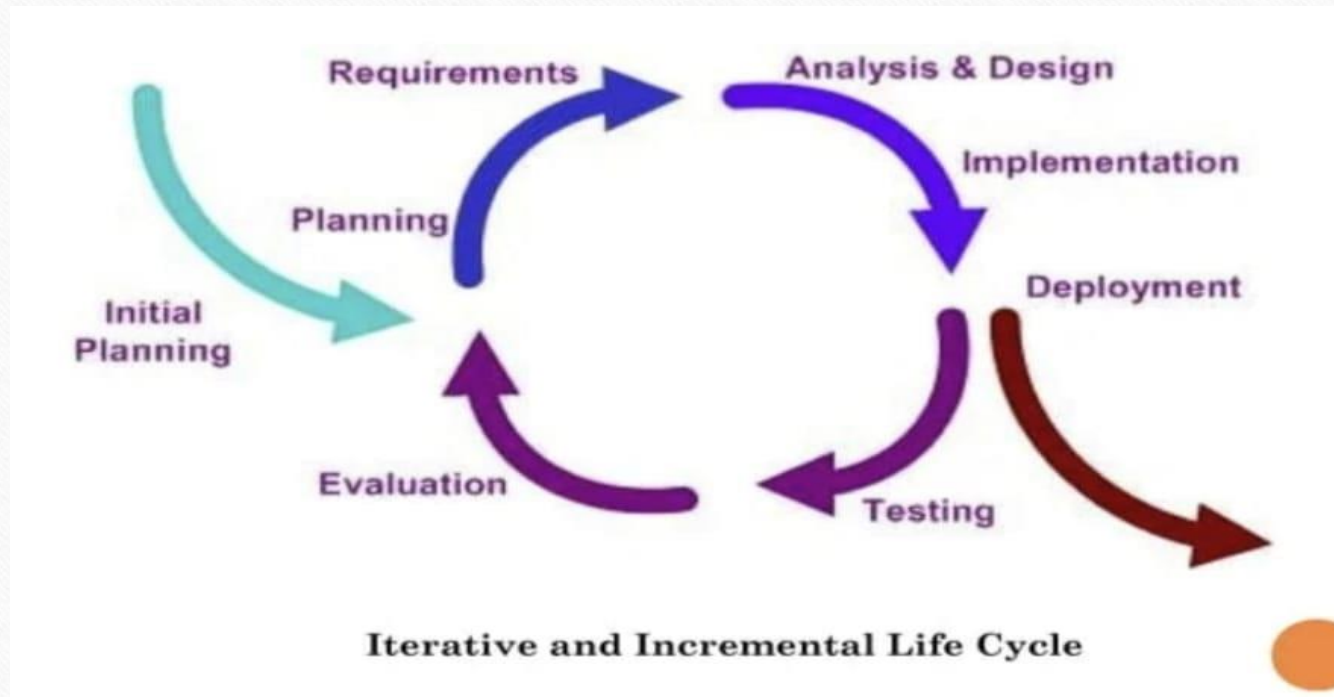 Requirements
Analysis & Design
Implementation
Planning
Deployment
Initial
Planning
Evaluation
Testing
Iterative and Incremental Life Cycle